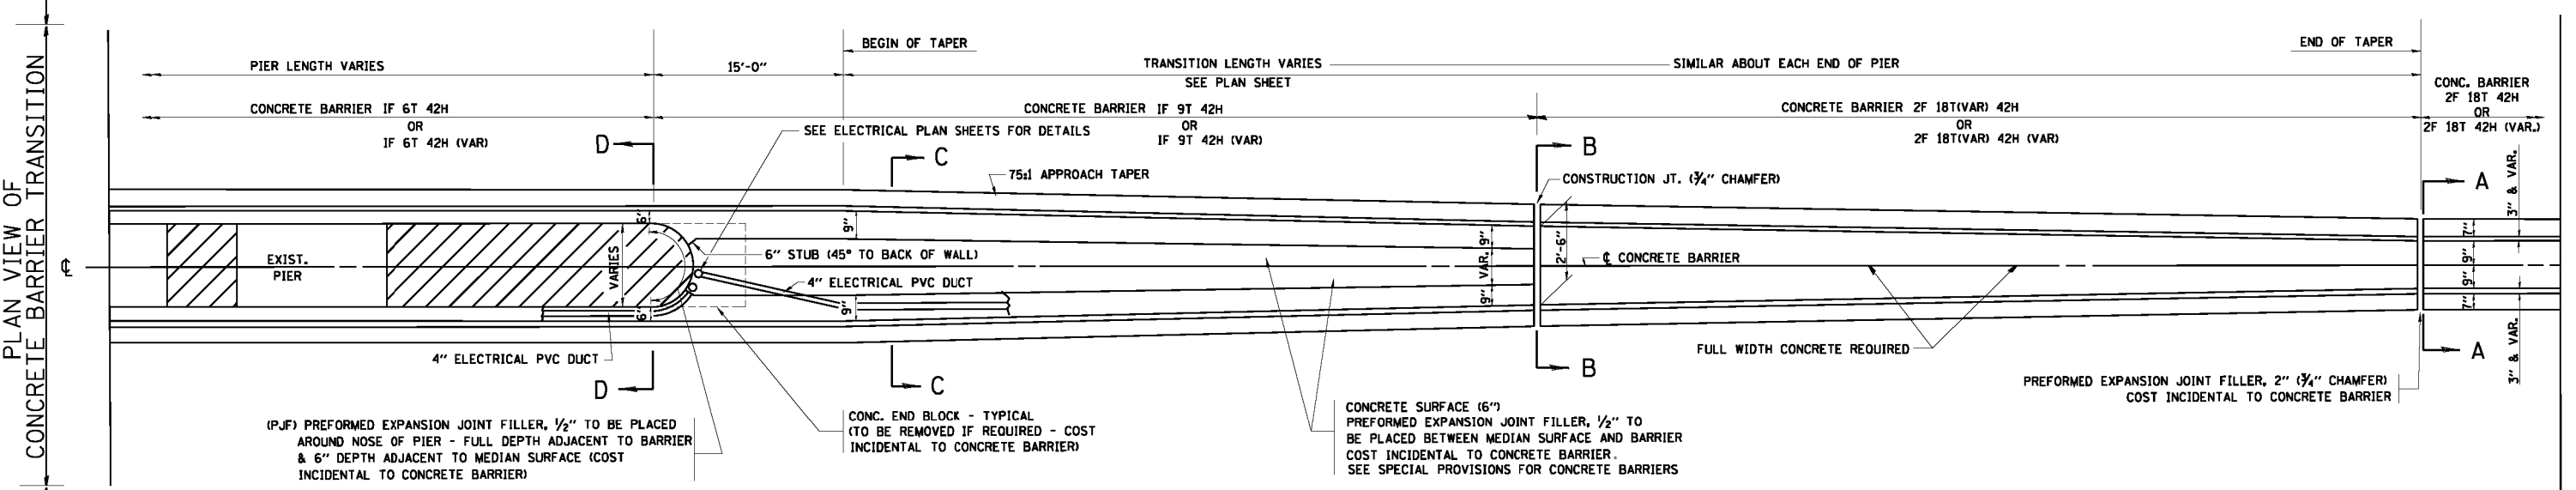 PLAN VIEW OF
CONCRETE BARRIER TRANSITION
BEGIN OF TAPER
END OF TAPER
PIER LENGTH VARIES
15'-0"
TRANSITION LENGTH VARIES
SEE PLAN SHEET
SIMILAR ABOUT EACH END OF PIER
CONC. BARRIER
2F 18T 42H
OR
2F 18T 42H (VAR.)
CONCRETE BARRIER IF 6T 42H
OR
IF 6T 42H (VAR)
CONCRETE BARRIER IF 9T 42H
OR
IF 9T 42H (VAR)
CONCRETE BARRIER 2F 18T(VAR) 42H
OR
2F 18T(VAR) 42H (VAR)
SEE ELECTRICAL PLAN SHEETS FOR DETAILS
D
C
B
A
75:1 APPROACH TAPER
CONSTRUCTION JT. (3/4" CHAMFER)
3" & VAR.
6"
9"
6" STUB (45° TO BACK OF WALL)
4" ELECTRICAL PVC DUCT
EXIST.
PIER
VARIES
6"
9"
9"
VAR.
9"
2'-6"
℄ CONCRETE BARRIER
7"
9"
9"
7"
℄
4" ELECTRICAL PVC DUCT
FULL WIDTH CONCRETE REQUIRED
3" & VAR.
D
C
B
A
(PJF) PREFORMED EXPANSION JOINT FILLER, 1/2" TO BE PLACED
AROUND NOSE OF PIER - FULL DEPTH ADJACENT TO BARRIER
& 6" DEPTH ADJACENT TO MEDIAN SURFACE (COST
INCIDENTAL TO CONCRETE BARRIER)
CONC. END BLOCK - TYPICAL
(TO BE REMOVED IF REQUIRED - COST
INCIDENTAL TO CONCRETE BARRIER)
CONCRETE SURFACE (6")
PREFORMED EXPANSION JOINT FILLER, 1/2" TO
BE PLACED BETWEEN MEDIAN SURFACE AND BARRIER
COST INCIDENTAL TO CONCRETE BARRIER.
SEE SPECIAL PROVISIONS FOR CONCRETE BARRIERS
PREFORMED EXPANSION JOINT FILLER, 2" (3/4" CHAMFER)
COST INCIDENTAL TO CONCRETE BARRIER